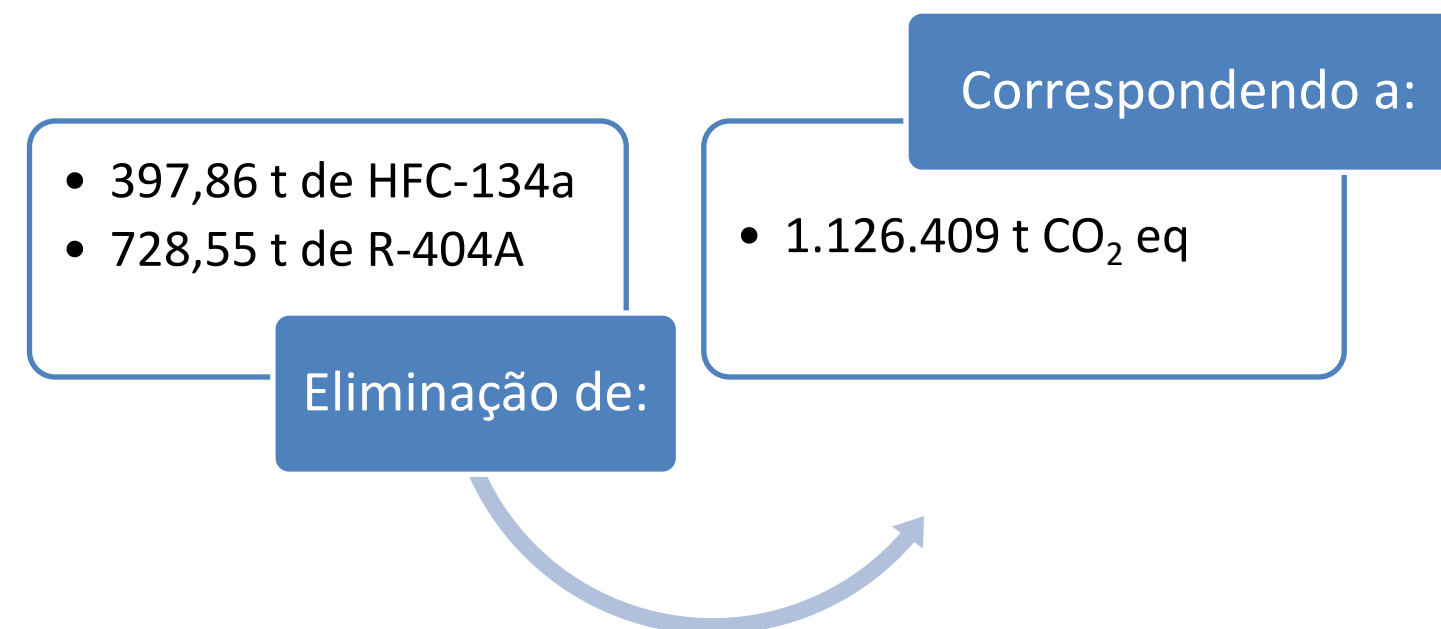 • 397,86 t de HFC-134a
• 728,55 t de R-404A
Eliminação de:
Correspondendo a:
• 1.126.409 t CO₂ eq